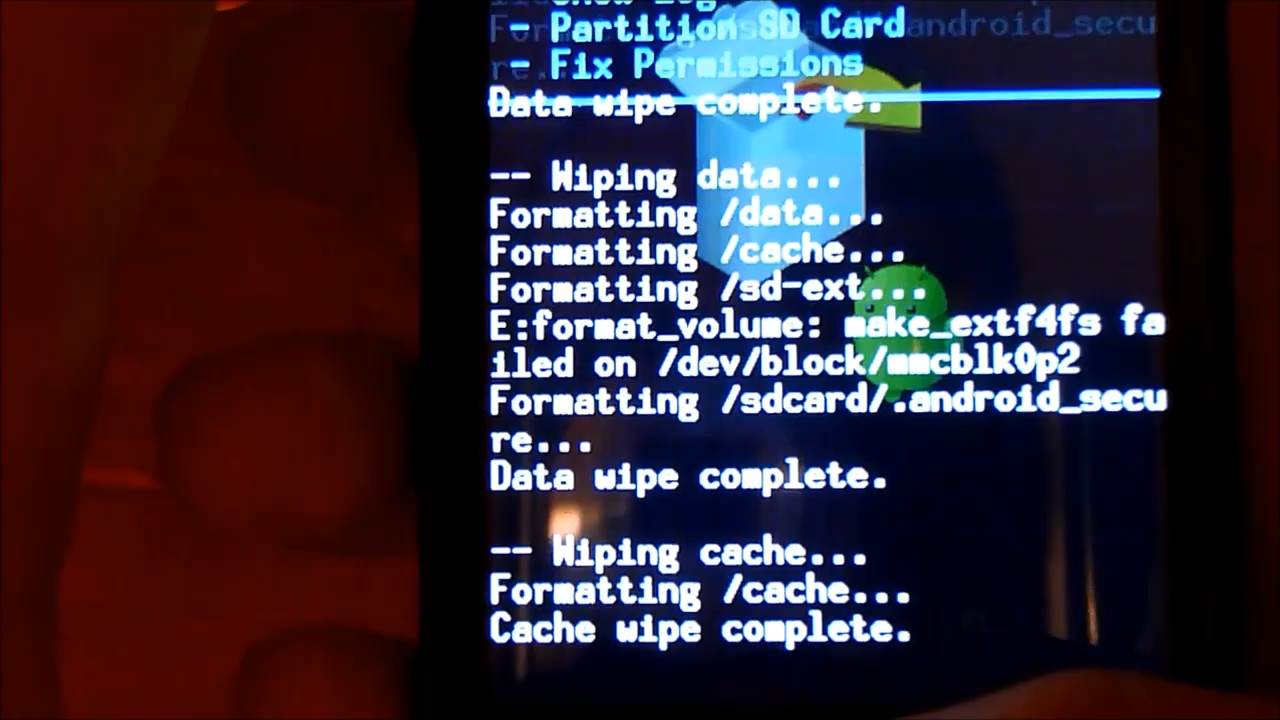 Show Log
- Partition SD Card
- Fix Permissions
Data wipe complete.
-- Wiping data...
Formatting /data...
Formatting /cache...
Formatting /sd-ext...
E:format_volume: make_extf4fs fa
iled on /dev/block/mmcblk0p2
Formatting /sdcard/.android_secu
re...
Data wipe complete.
-- Wiping cache...
Formatting /cache...
Cache wipe complete.